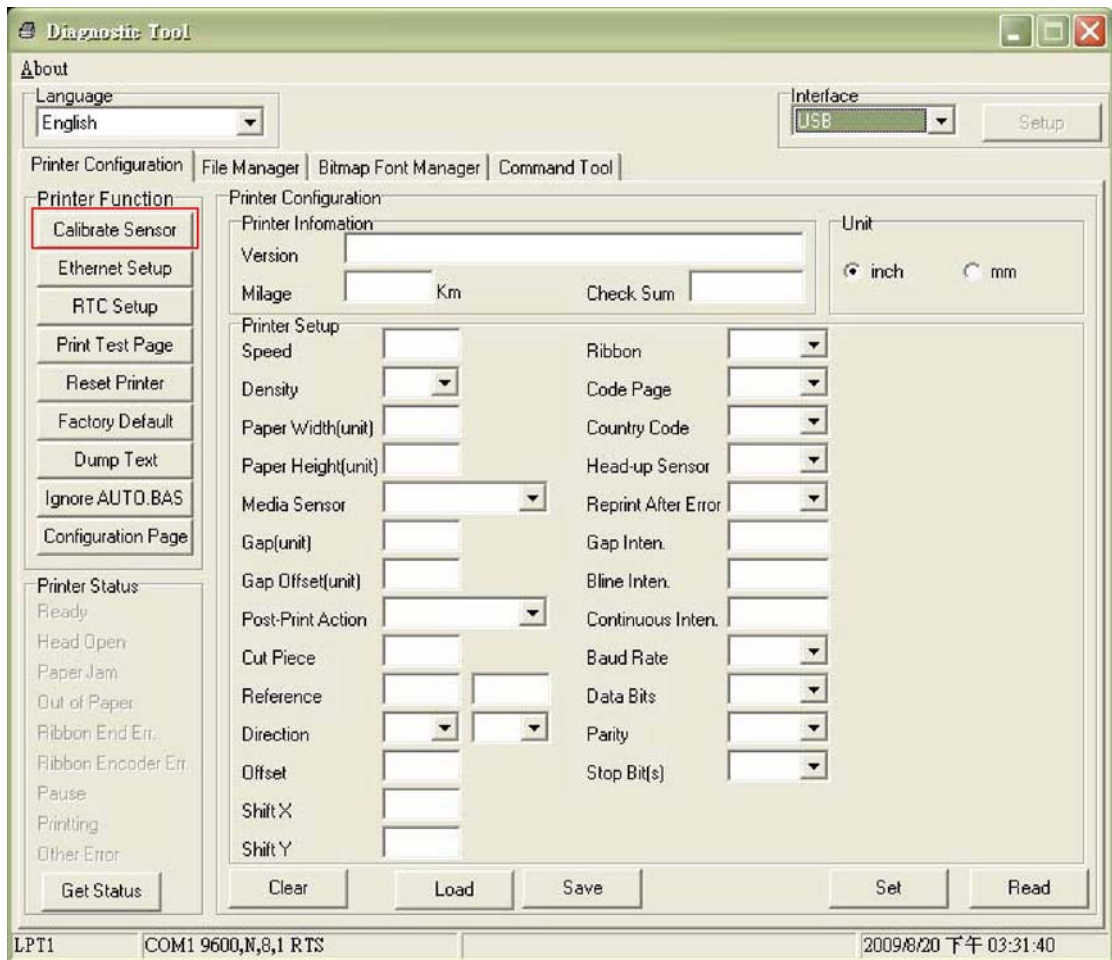 Diagnostic Tool
About
Language
English
Interface
USB
Setup
Printer Configuration
File Manager
Bitmap Font Manager
Command Tool
Printer Function
Calibrate Sensor
Ethernet Setup
RTC Setup
Print Test Page
Reset Printer
Factory Default
Dump Text
Ignore AUTO.BAS
Configuration Page
Printer Status
Ready
Head Open
Paper Jam
Out of Paper
Ribbon End Err.
Ribbon Encoder Err.
Pause
Printting
Other Error
Get Status
Printer Configuration
Printer Infomation
Version
Milage
Km
Check Sum
Unit
inch
mm
Printer Setup
Speed
Density
Paper Width(unit)
Paper Height(unit)
Media Sensor
Gap(unit)
Gap Offset(unit)
Post-Print Action
Cut Piece
Reference
Direction
Offset
Shift X
Shift Y
Ribbon
Code Page
Country Code
Head-up Sensor
Reprint After Error
Gap Inten.
Bline Inten.
Continuous Inten.
Baud Rate
Data Bits
Parity
Stop Bit(s)
Clear
Load
Save
Set
Read
LPT1
COM1 9600,N,8,1 RTS
2009/8/20 下午 03:31:40